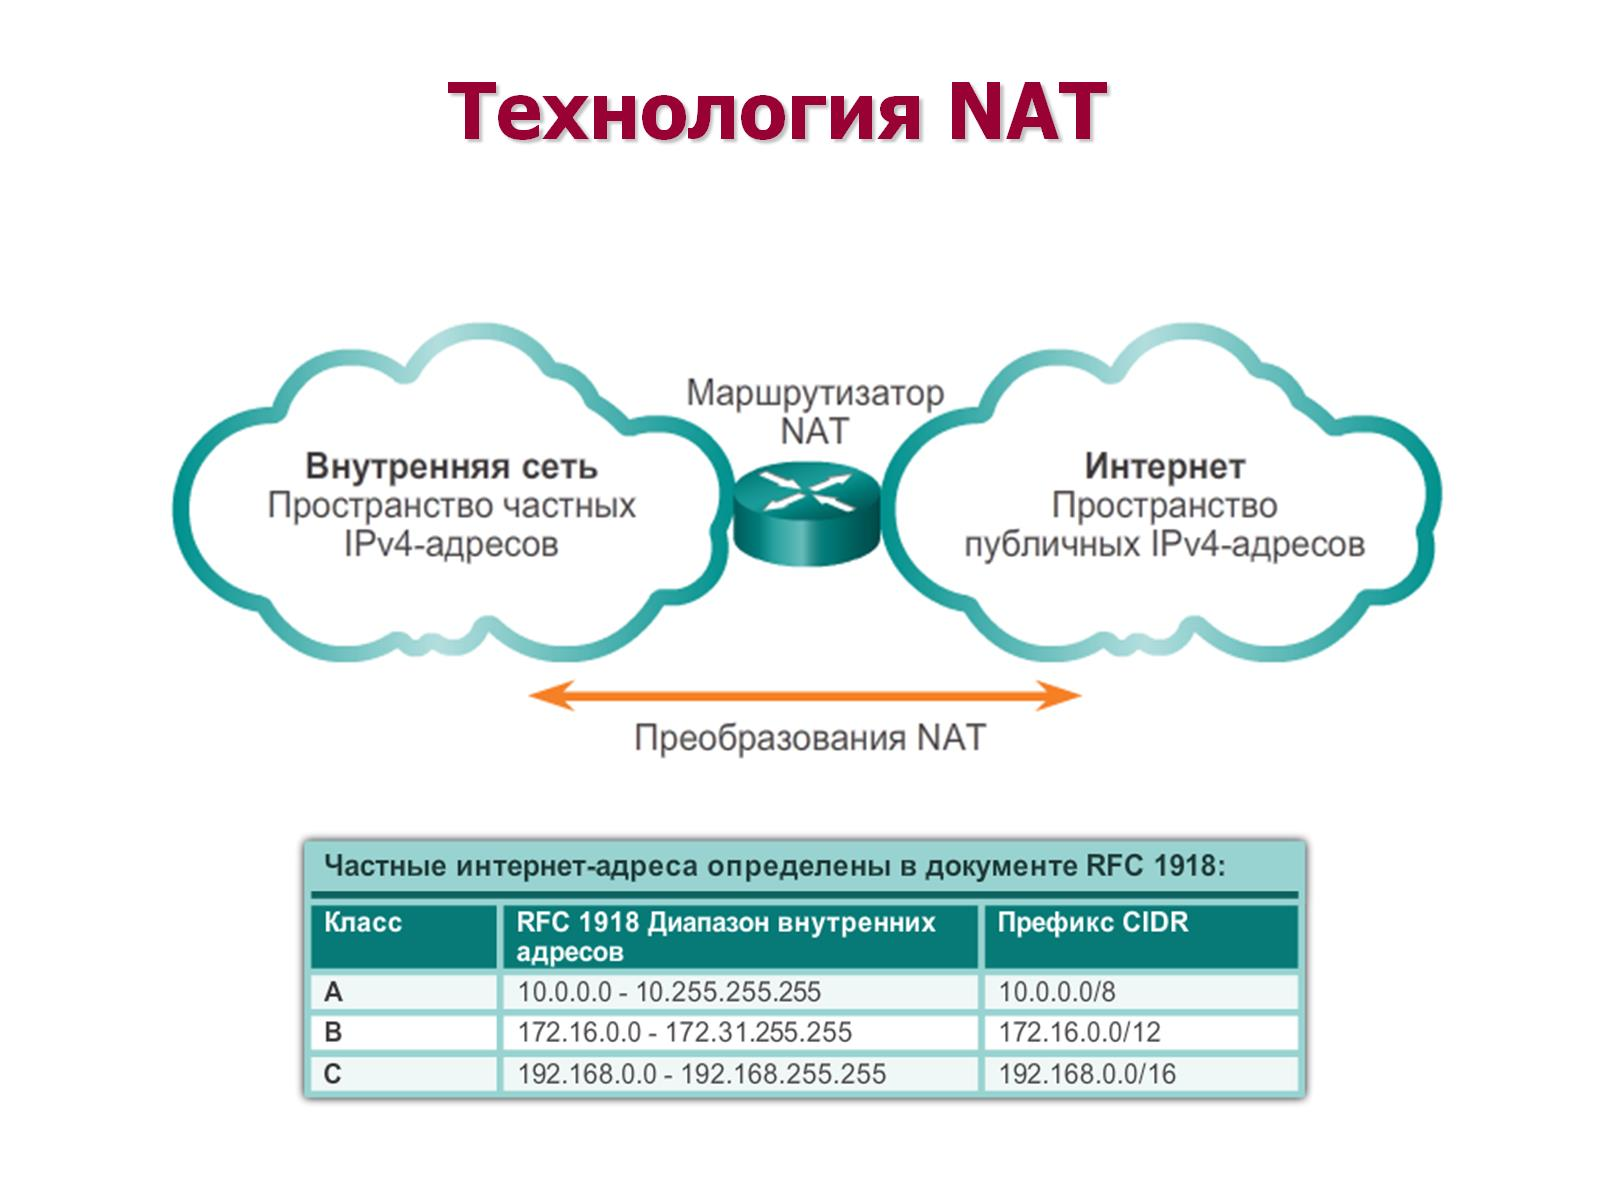 Технология NAT
Маршрутизатор
NAT
Внутренняя сеть
Пространство частных
IPv4-адресов
Интернет
Пространство
публичных IPv4-адресов
Преобразования NAT
Частные интернет-адреса определены в документе RFC 1918:
Класс
RFC 1918 Диапазон внутренних
адресов
Префикс CIDR
A
10.0.0.0 - 10.255.255.255
10.0.0.0/8
B
172.16.0.0 - 172.31.255.255
172.16.0.0/12
C
192.168.0.0 - 192.168.255.255
192.168.0.0/16